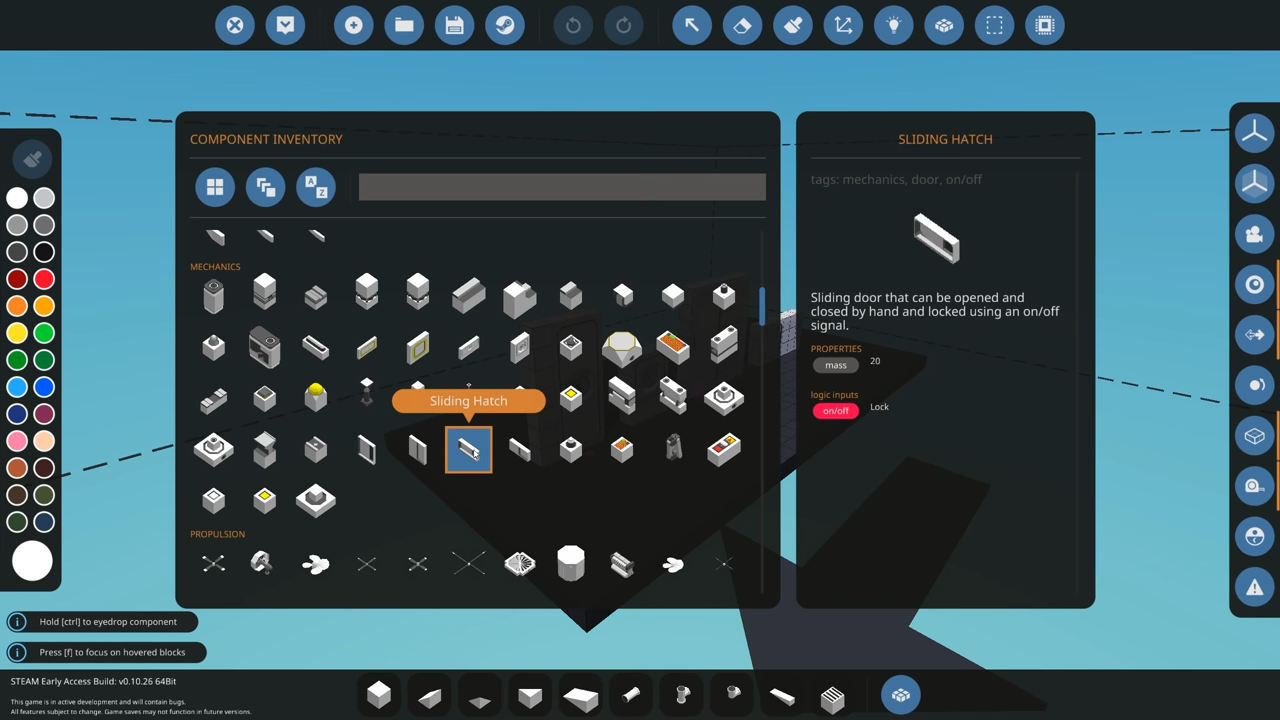 COMPONENT INVENTORY
A
Z
MECHANICS
Sliding Hatch
PROPULSION
SLIDING HATCH
tags: mechanics, door, on/off
Sliding door that can be opened and
closed by hand and locked using an on/off
signal.
PROPERTIES
mass 20
logic inputs
on/off Lock
Hold [ctrl] to eyedrop component
Press [f] to focus on hovered blocks
STEAM Early Access Build: v0.10.26 64Bit
This game is in active development and will contain bugs.
All features subject to change. Game saves may not function in future versions.